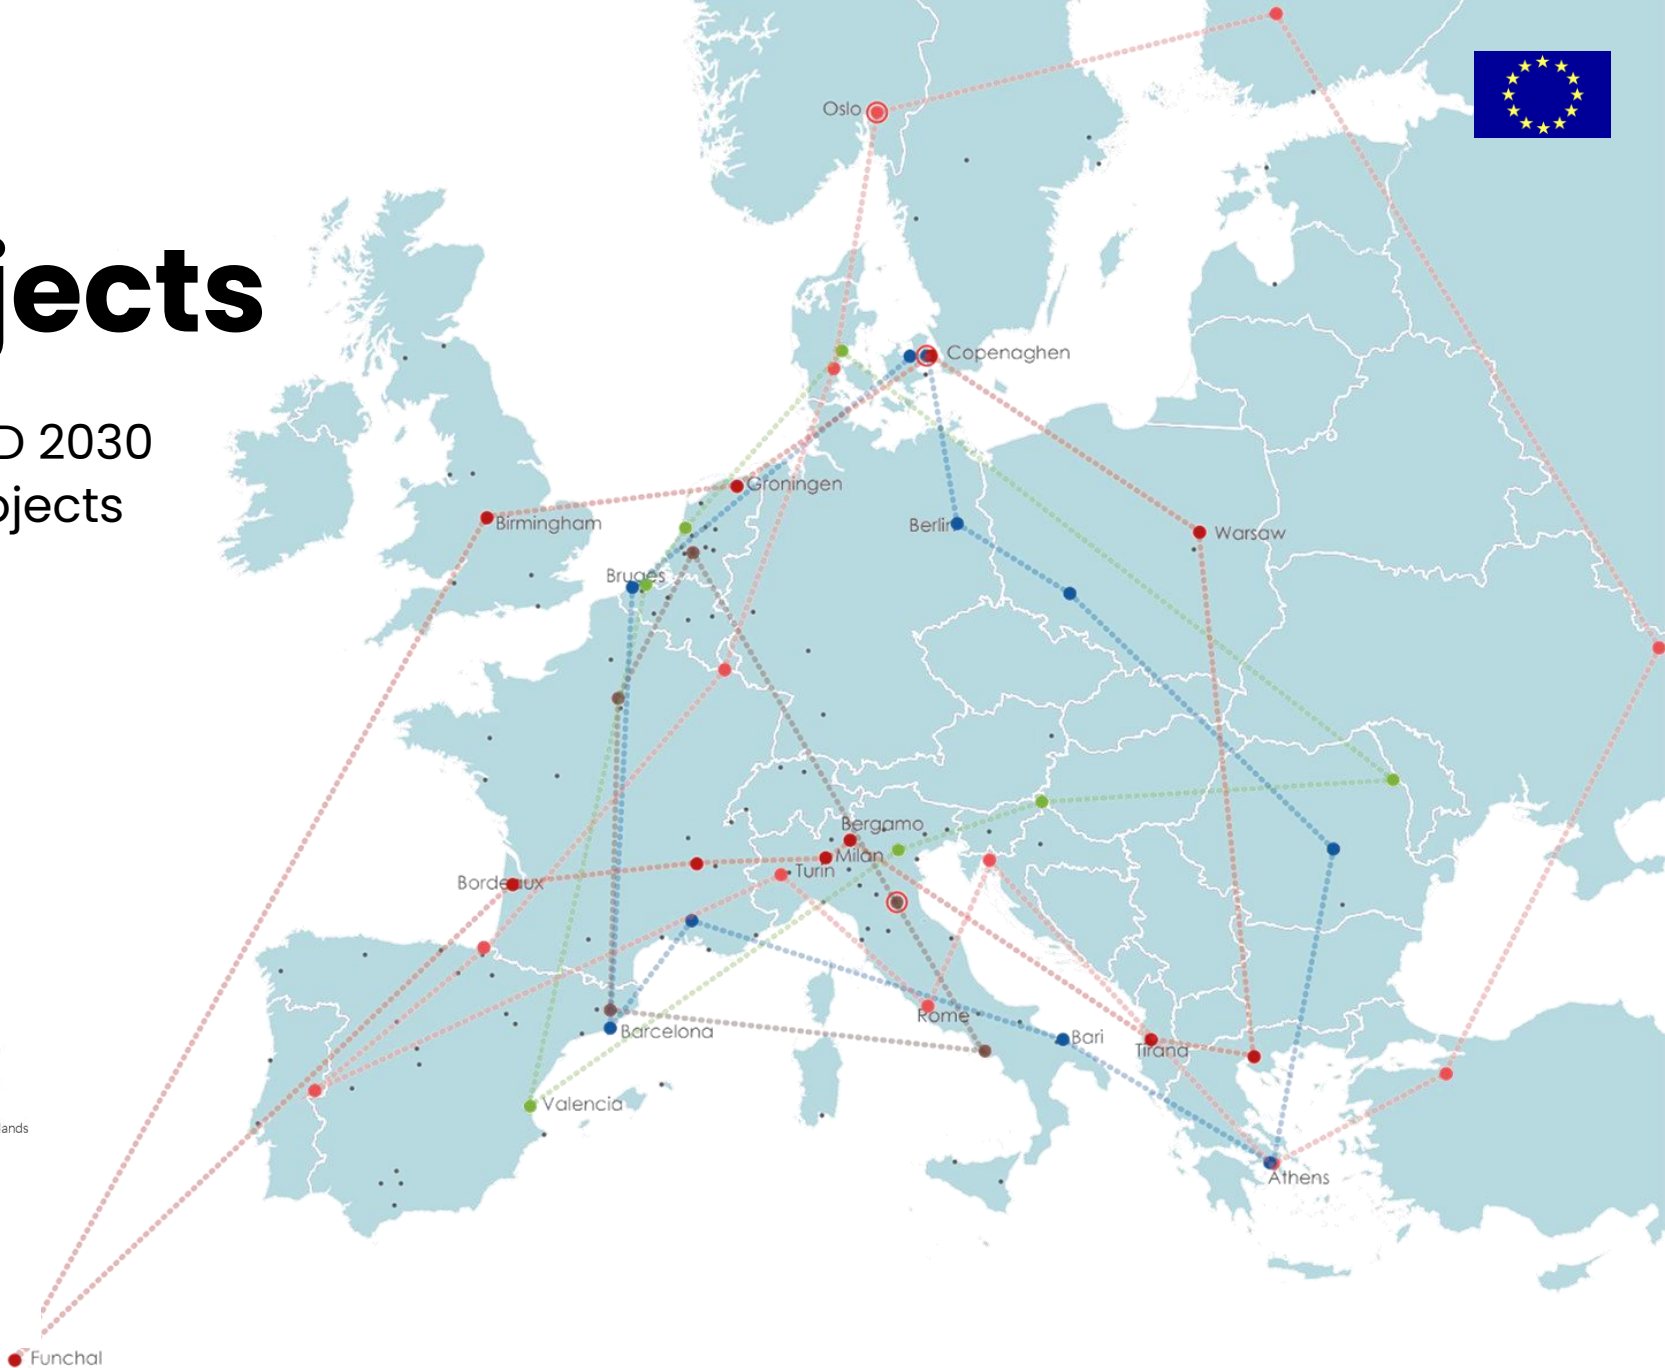 jects
D 2030
ojects
ands
Oslo
Copenaghen
Groningen
Birmingham
Berlin
Warsaw
Bruges
Bergamo
Milan
Turin
Bordeaux
Rome
Barcelona
Bari
Tirana
Valencia
Athens
Funchal